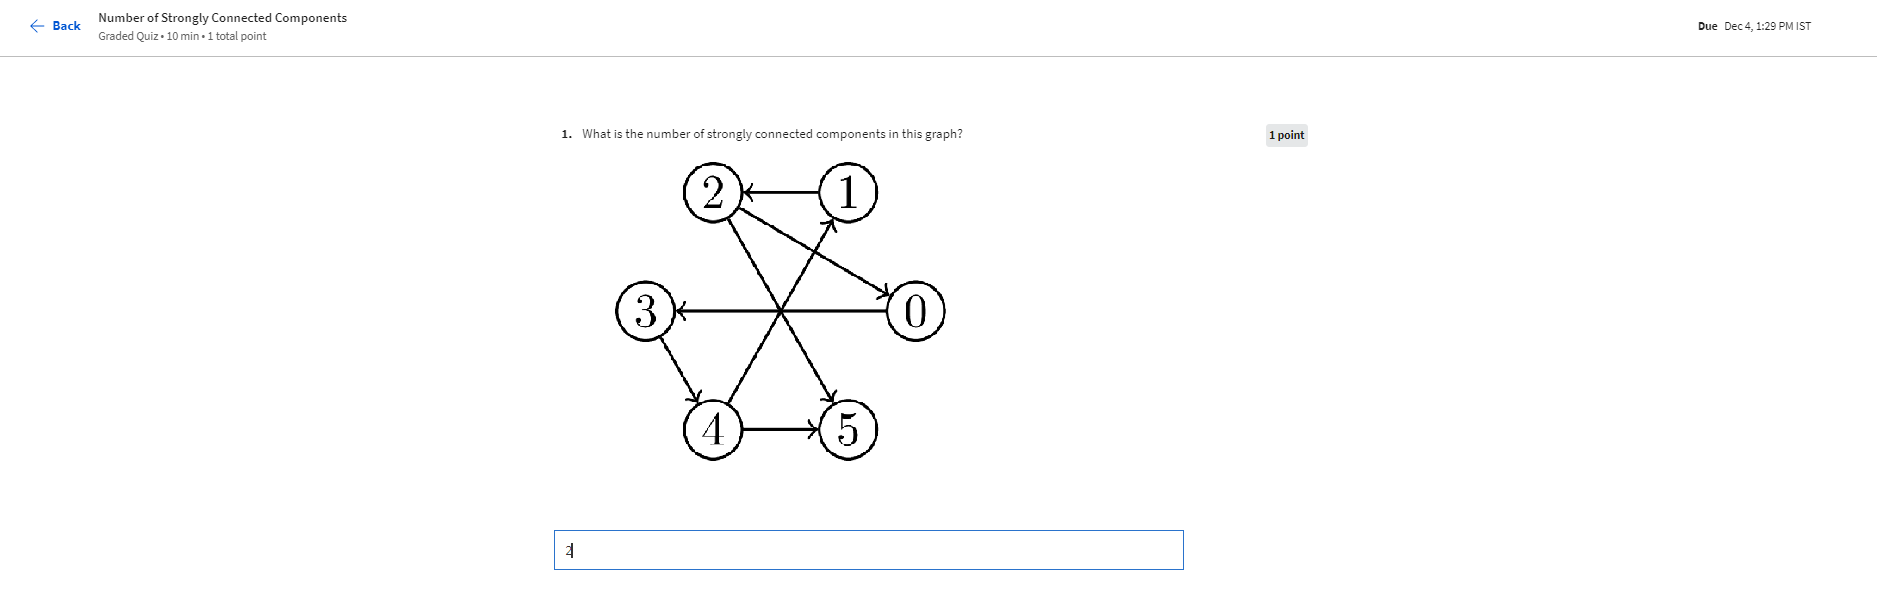 Back
Number of Strongly Connected Components
Graded Quiz • 10 min • 1 total point
Due Dec 4, 1:29 PM IST
1. What is the number of strongly connected components in this graph?
1 point
2 1
3 0
4 5
2